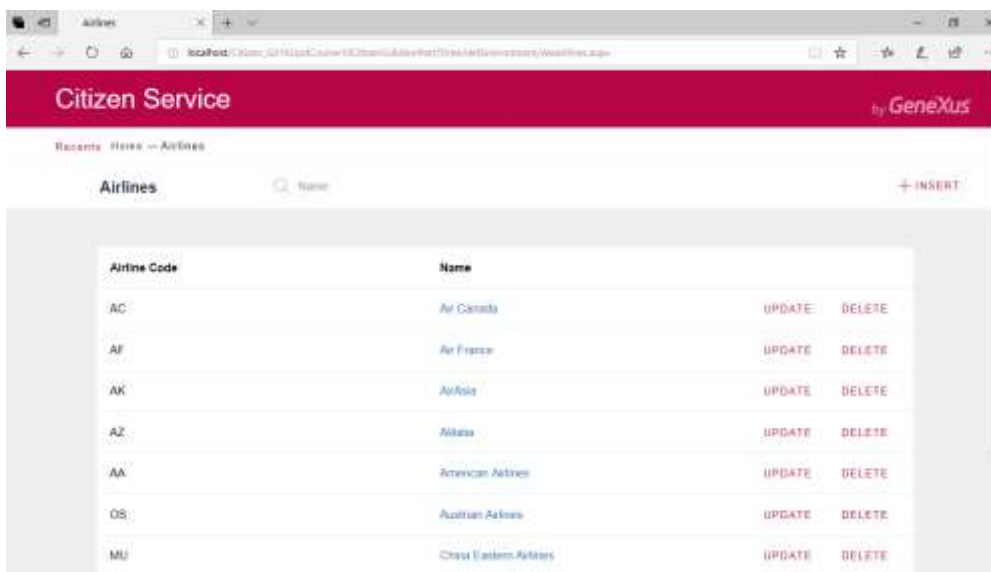 Airlines
localhost
Citizen Service
by GeneXus
Recents Home — Airlines
Airlines Name INSERT
Airline Code Name
AC Air Canada UPDATE DELETE
AF Air France UPDATE DELETE
AK AirAsia UPDATE DELETE
AZ Alitalia UPDATE DELETE
AA American Airlines UPDATE DELETE
OS Austrian Airlines UPDATE DELETE
MU China Eastern Airlines UPDATE DELETE